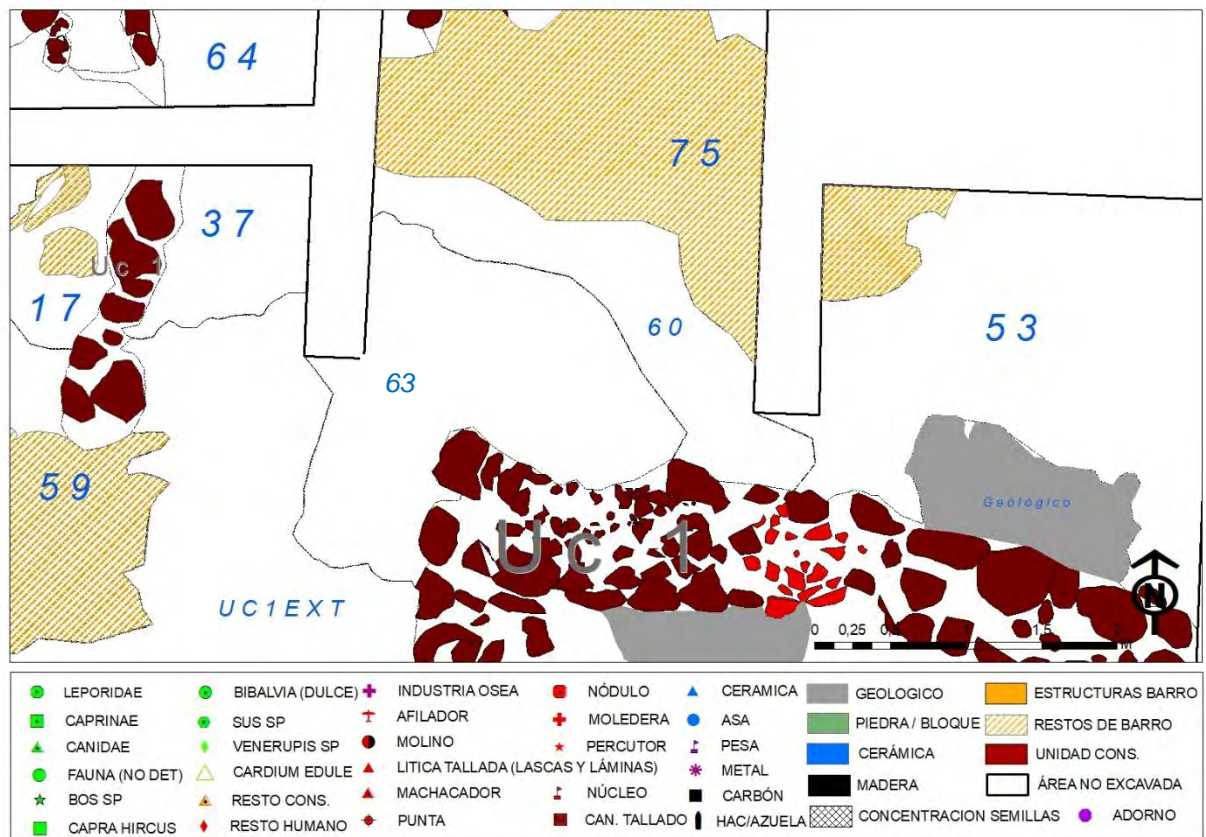 64
75
37
Uc 1
17
60
53
63
59
Geológico
Uc 1
N
UC1EXT
0 0,25 0,5 1 1,5 2
M
LEPORIDAE
CAPRINAE
CANIDAE
FAUNA (NO DET)
BOS SP
CAPRA HIRCUS
BIBALVIA (DULCE)
SUS SP
VENERUPIS SP
CARDIUM EDULE
RESTO CONS.
RESTO HUMANO
INDUSTRIA OSEA
AFILADOR
MOLINO
LITICA TALLADA (LASCAS Y LÁMINAS)
MACHACADOR
PUNTA
NÓDULO
MOLEDERA
PERCUTOR
NÚCLEO
CAN. TALLADO
CERAMICA
ASA
PESA
METAL
CARBÓN
HAC/AZUELA
GEOLOGICO
PIEDRA / BLOQUE
CERÁMICA
MADERA
CONCENTRACIÓN SEMILLAS
ESTRUCTURAS BARRO
RESTOS DE BARRO
UNIDAD CONS.
ÁREA NO EXCAVADA
ADORNO